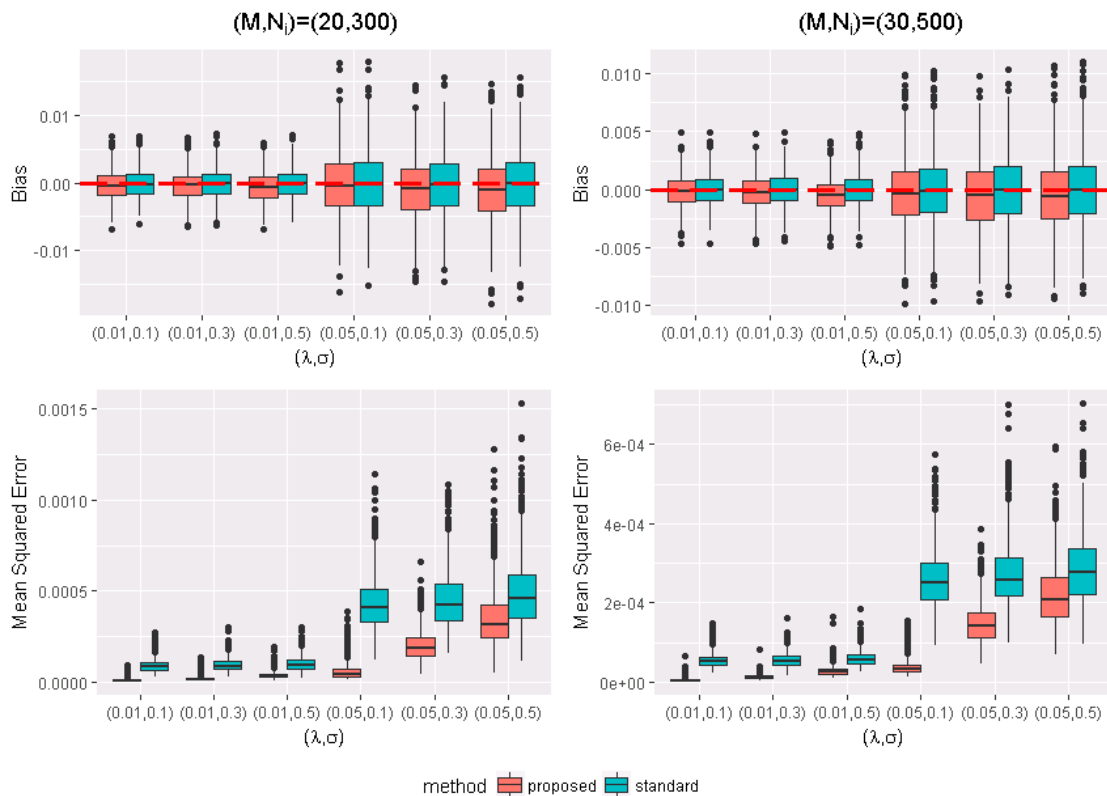 (M,Nᵢ)=(20,300)
(M,Nᵢ)=(30,500)
Bias
0.01
0.00
-0.01
(0.01,0.1) (0.01,0.3) (0.01,0.5) (0.05,0.1) (0.05,0.3) (0.05,0.5)
(λ,σ)
Bias
0.010
0.005
0.000
-0.005
-0.010
(0.01,0.1) (0.01,0.3) (0.01,0.5) (0.05,0.1) (0.05,0.3) (0.05,0.5)
(λ,σ)
Mean Squared Error
0.0015
0.0010
0.0005
0.0000
(0.01,0.1) (0.01,0.3) (0.01,0.5) (0.05,0.1) (0.05,0.3) (0.05,0.5)
(λ,σ)
Mean Squared Error
6e-04
4e-04
2e-04
0e+00
(0.01,0.1) (0.01,0.3) (0.01,0.5) (0.05,0.1) (0.05,0.3) (0.05,0.5)
(λ,σ)
method proposed standard